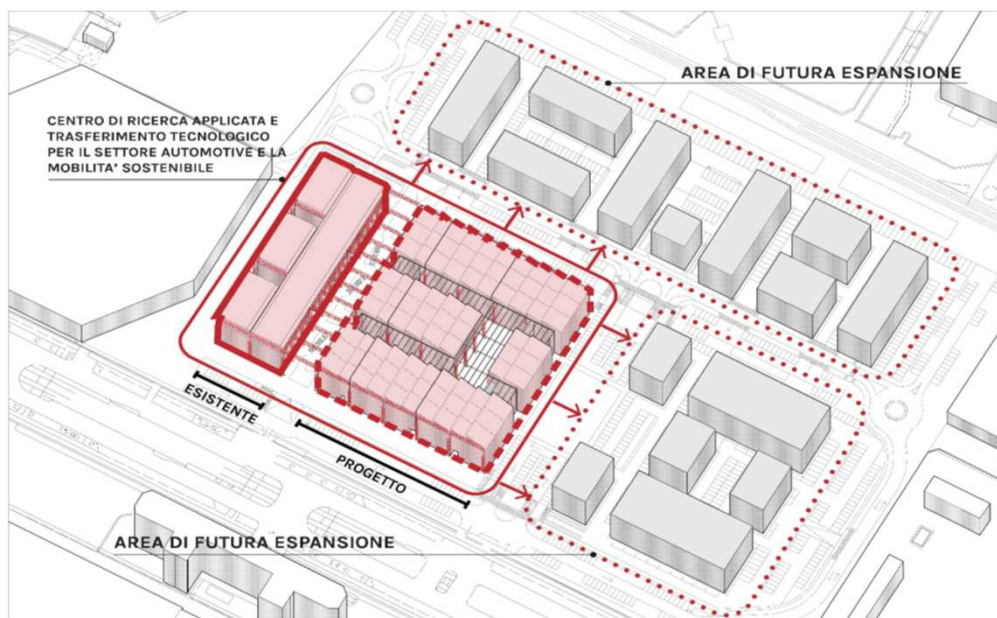 AREA DI FUTURA ESPANSIONE
CENTRO DI RICERCA APPLICATA E
TRASFERIMENTO TECNOLOGICO
PER IL SETTORE AUTOMOTIVE E LA
MOBILITA' SOSTENIBILE
ESISTENTE
PROGETTO
AREA DI FUTURA ESPANSIONE